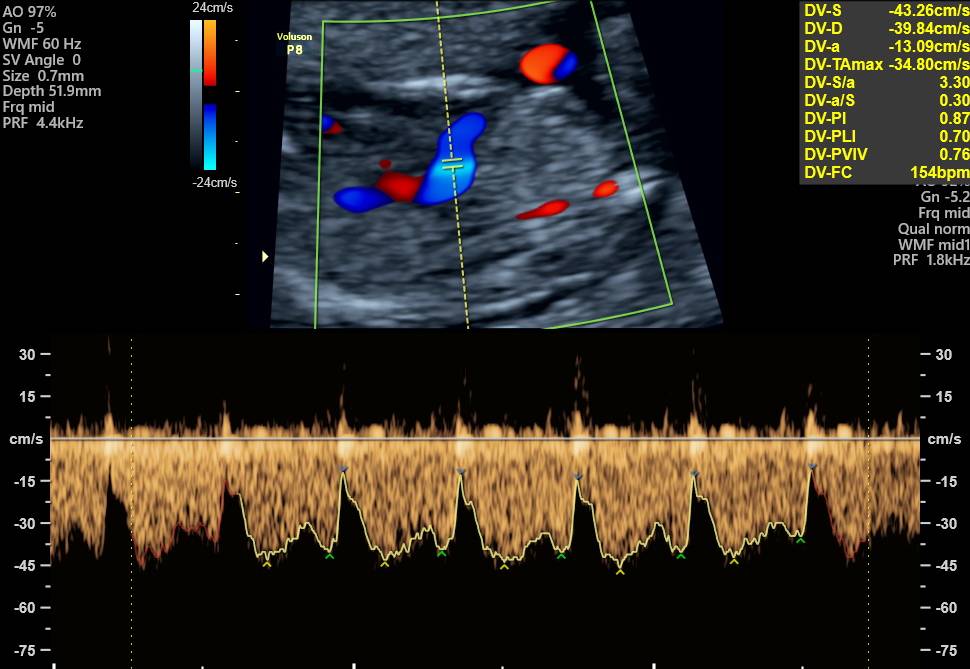 AO 97%
Gn -5
WMF 60 Hz
SV Angle 0
Size 0.7mm
Depth 51.9mm
Frq mid
PRF 4.4kHz
24cm/s
-24cm/s
Voluson
P8
DV-S -43.26cm/s
DV-D -39.84cm/s
DV-a -13.09cm/s
DV-TAmax -34.80cm/s
DV-S/a 3.30
DV-a/S 0.30
DV-PI 0.87
DV-PLI 0.70
DV-PVIV 0.76
DV-FC 154bpm
Gn -5.2
Frq mid
Qual norm
WMF mid1
PRF 1.8kHz
30 30
15 15
cm/s cm/s
-15 -15
-30 -30
-45 -45
-60 -60
-75 -75